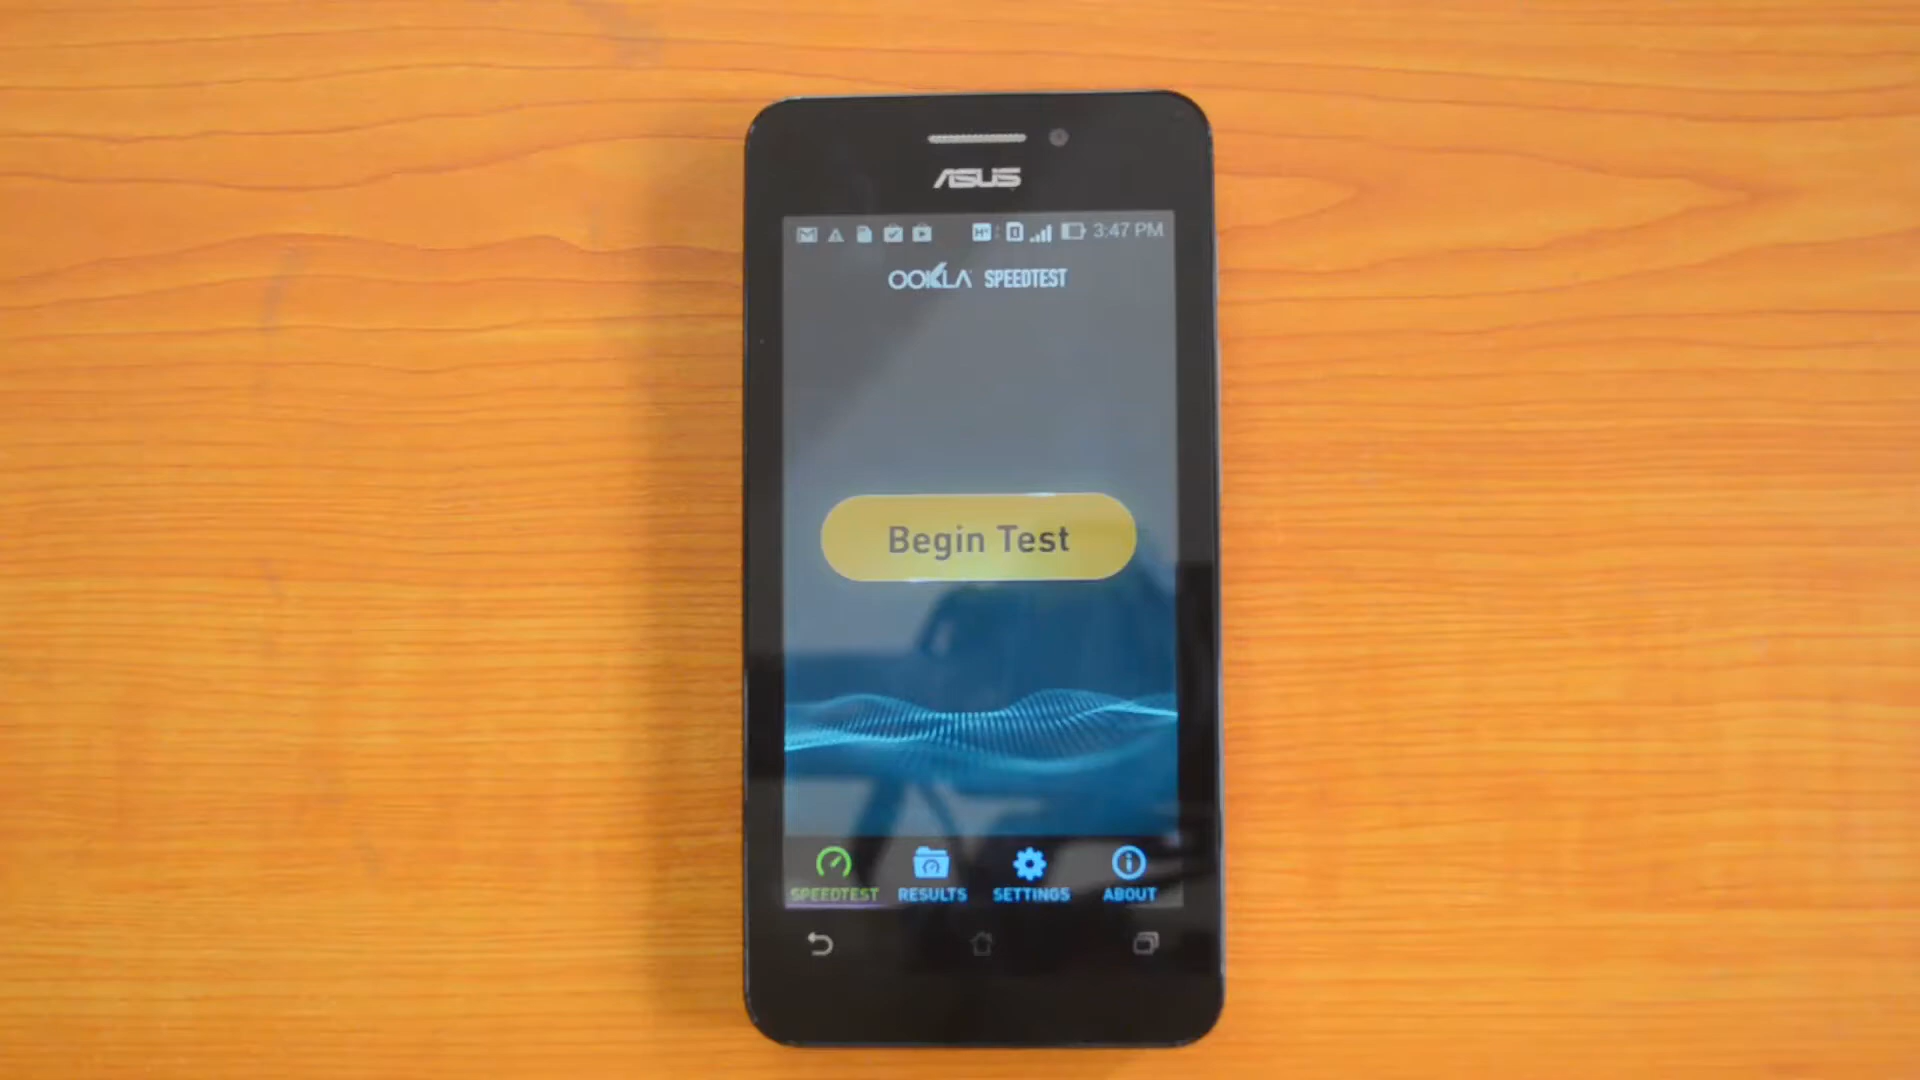 ASUS
H+ 3:47 PM
OOKLA SPEEDTEST
Begin Test
SPEEDTEST RESULTS SETTINGS ABOUT